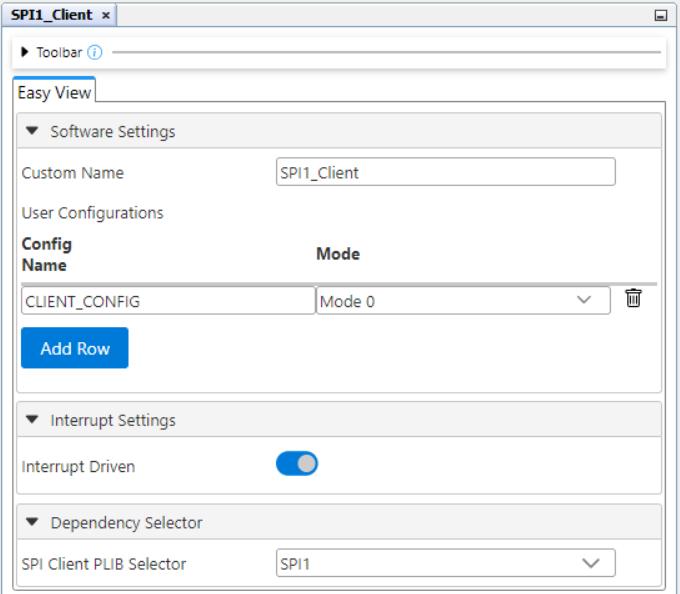 SPI1_Client ×
Toolbar
Easy View
Software Settings
Custom Name SPI1_Client
User Configurations
Config
Name
Mode
CLIENT_CONFIG Mode 0
Add Row
Interrupt Settings
Interrupt Driven
Dependency Selector
SPI Client PLIB Selector SPI1